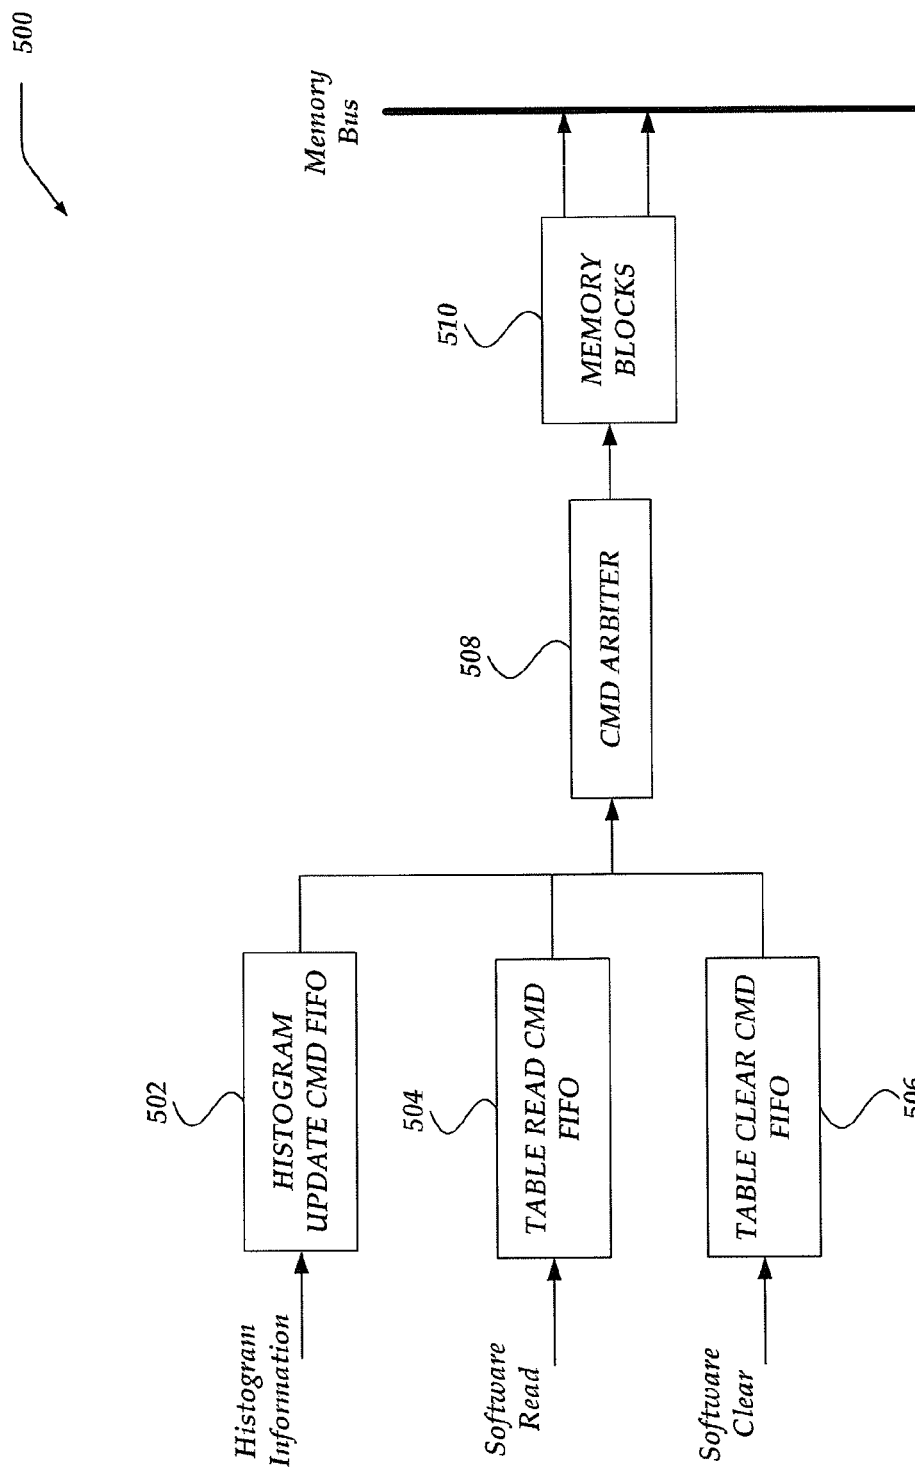 500
Histogram
Information
502
HISTOGRAM
UPDATE CMD FIFO
Software
Read
504
TABLE READ CMD
FIFO
Software
Clear
TABLE CLEAR CMD
FIFO
506
508
CMD ARBITER
510
MEMORY
BLOCKS
Memory
Bus